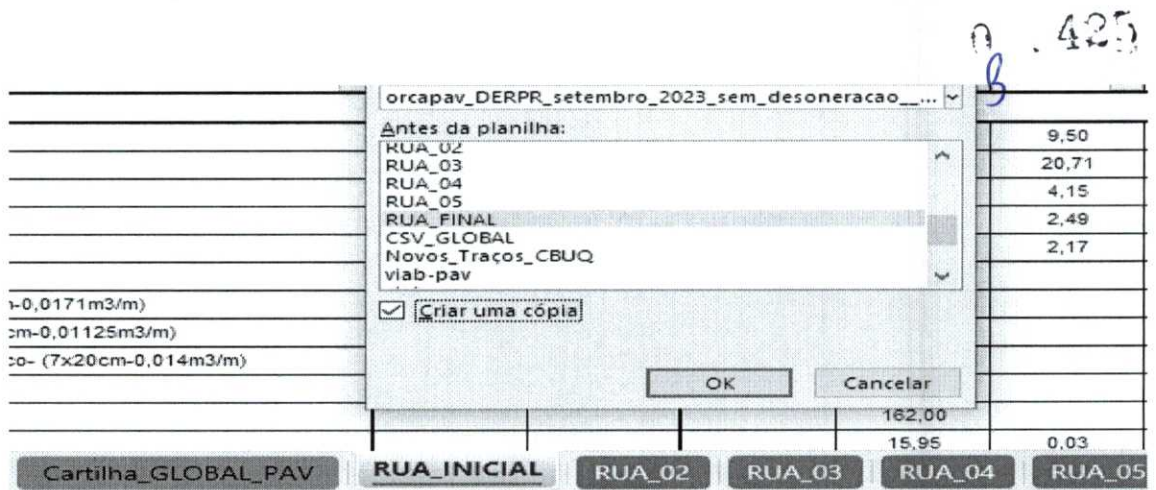 .425
orcapav_DERPR_setembro_2023_sem_desoneracao__...
Antes da planilha:
RUA_02
RUA_03
RUA_04
RUA_05
RUA_FINAL
CSV_GLOBAL
Novos_Traços_CBUQ
viab-pav
Criar uma cópia
OK Cancelar
9,50
20,71
4,15
2,49
2,17
-0,0171m3/m)
cm-0,01125m3/m)
co- (7x20cm-0,014m3/m)
162,00
15,95 0,03
Cartilha_GLOBAL_PAV RUA_INICIAL RUA_02 RUA_03 RUA_04 RUA_05